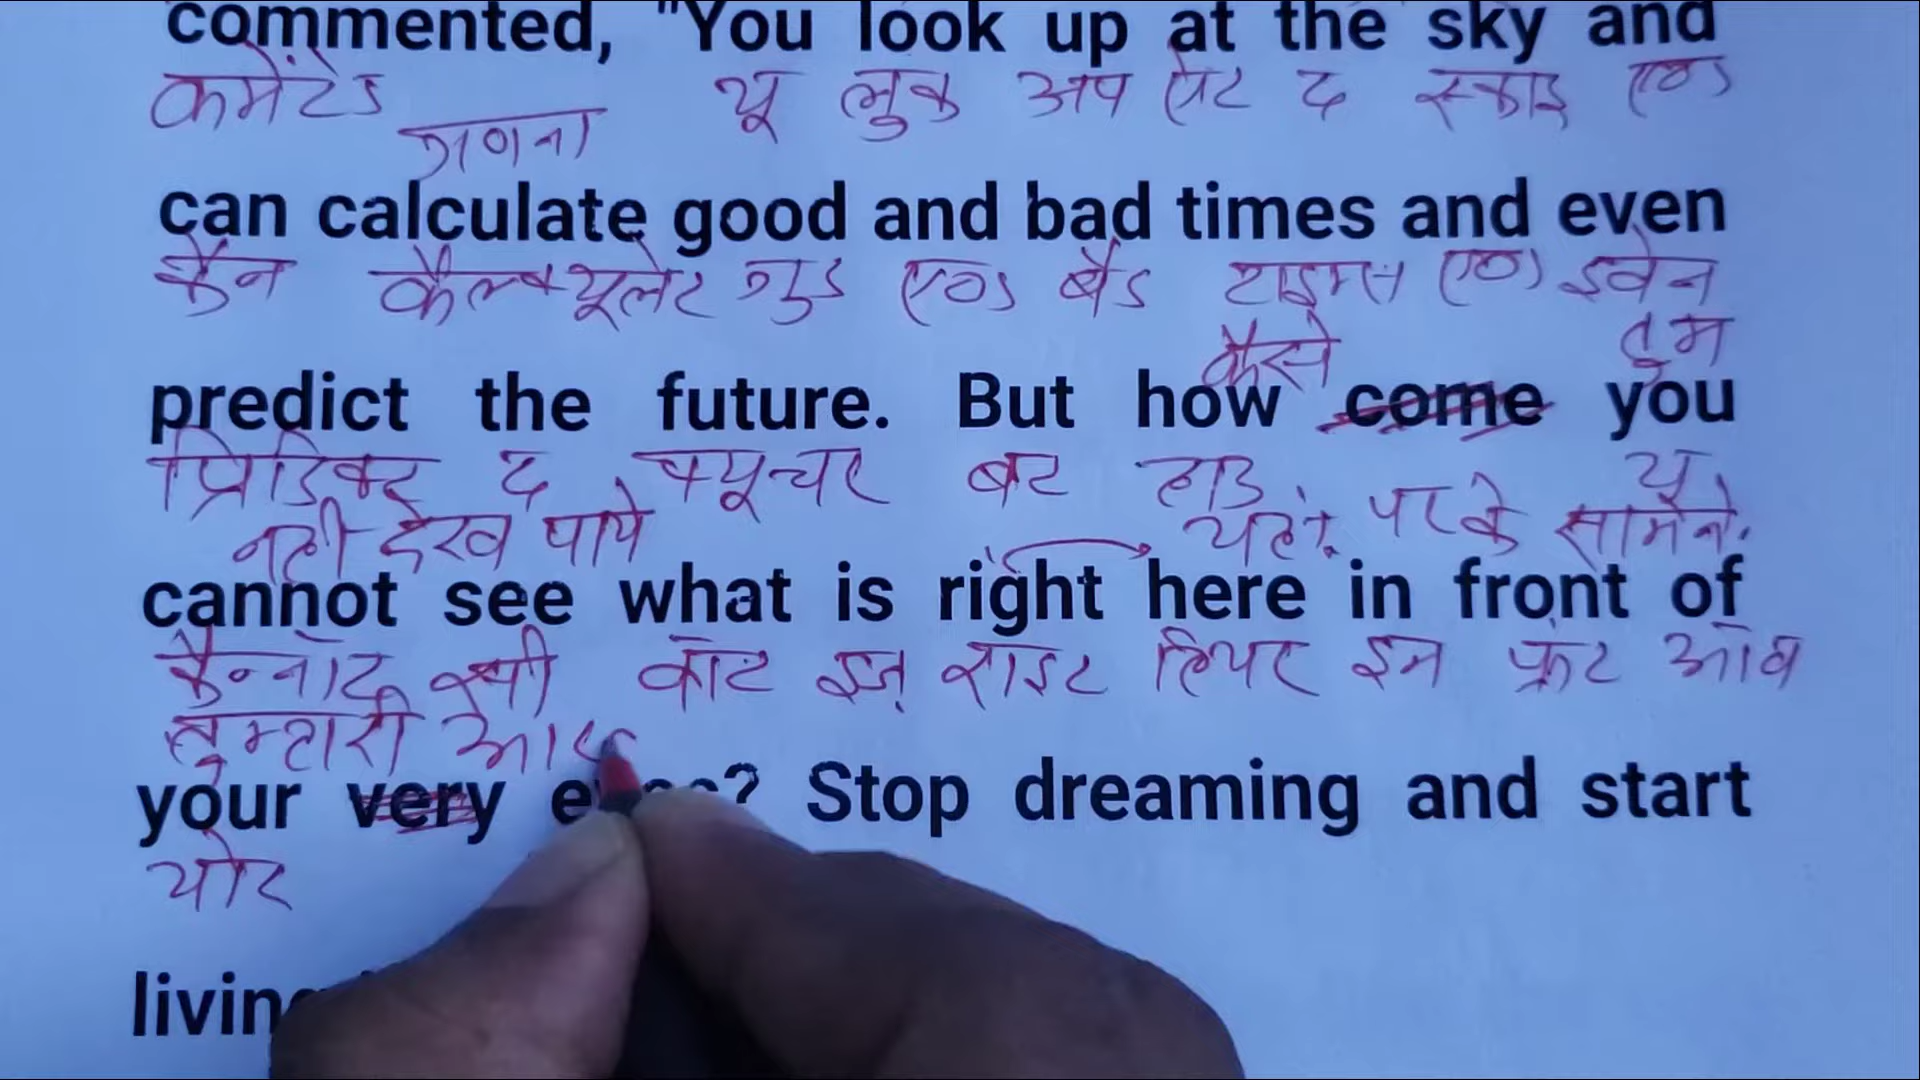 commented, "You look up at the sky and
कमेंटेड यू लुक अप ऐट द स्काइ एण्ड
गणना
can calculate good and bad times and even
कैन कैल्क्यूलेट गुड एण्ड बैड टाइम्स एण्ड इवेन
कैसे तुम
predict the future. But how come you
प्रिडिक्ट द फ्यूचर बट हाउ यू
नही देख पाये यहां पर के सामने
cannot see what is right here in front of
कैन्नॉट सी वॉट इज़ राइट हियर इन फ्रंट ऑव
तुम्हारी
your very ? Stop dreaming and start
योर